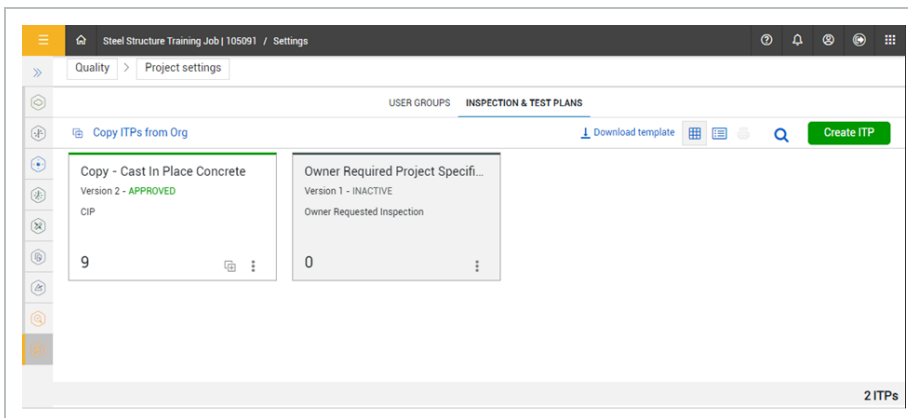 Steel Structure Training Job | 105091 / Settings
Quality > Project settings
USER GROUPS INSPECTION & TEST PLANS
Copy ITPs from Org Download template Create ITP
Copy - Cast In Place Concrete
Version 2 - APPROVED
CIP
9
Owner Required Project Specifi...
Version 1 - INACTIVE
Owner Requested Inspection
0
2 ITPs